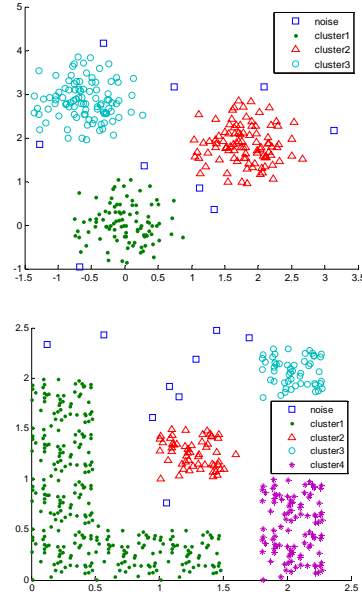 5
4
3
2
1
0
-1
-1.5 -1 -0.5 0 0.5 1 1.5 2 2.5 3 3.5
noise
cluster1
cluster2
cluster3
2.5
2
1.5
1
0.5
0
0 0.5 1 1.5 2 2.5
noise
cluster1
cluster2
cluster3
cluster4